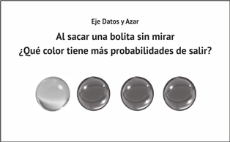 Eje Datos y Azar
Al sacar una bolita sin mirar
¿Qué color tiene más probabilidades de salir?